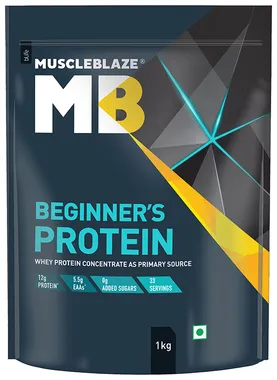 MUSCLEBLAZE®
MB
BEGINNER'S
PROTEIN
WHEY PROTEIN CONCENTRATE AS PRIMARY SOURCE
12g 5.5g 0g 33
PROTEIN* EAAs* ADDED SUGARS SERVINGS
1kg